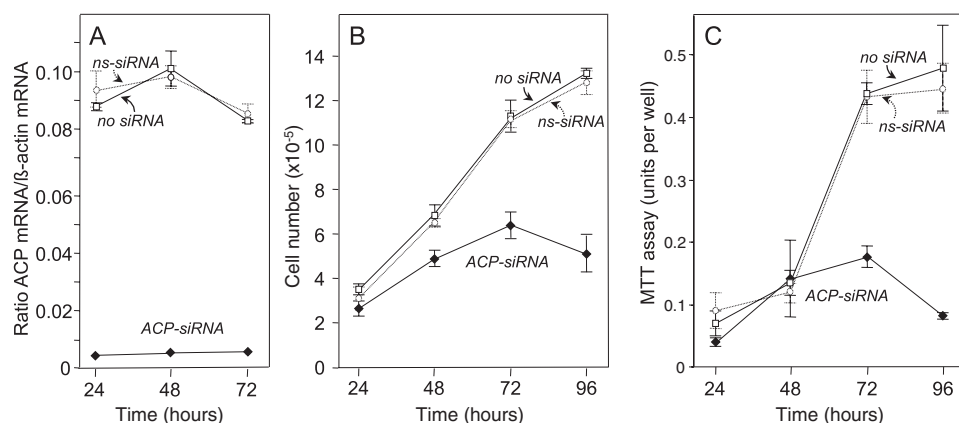 A
Ratio ACP mRNA/ß-actin mRNA
0.10
0.08
0.06
0.04
0.02
0
ns-siRNA
no siRNA
ACP-siRNA
24 48 72
Time (hours)
B
Cell number (x10-5)
14
12
10
8
6
4
2
0
no siRNA
ns-siRNA
ACP-siRNA
24 48 72 96
Time (hours)
C
MTT assay (units per well)
0.5
0.4
0.3
0.2
0.1
0
no siRNA
ns-siRNA
ACP-siRNA
24 48 72 96
Time (hours)